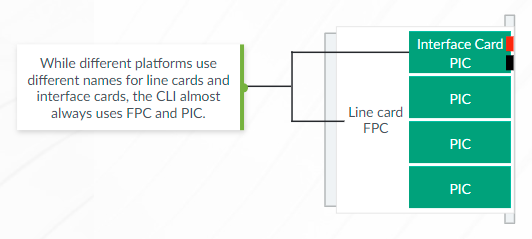 While different platforms use
different names for line cards and
interface cards, the CLI almost
always uses FPC and PIC.
Interface Card
PIC
Line card
FPC
PIC
PIC
PIC